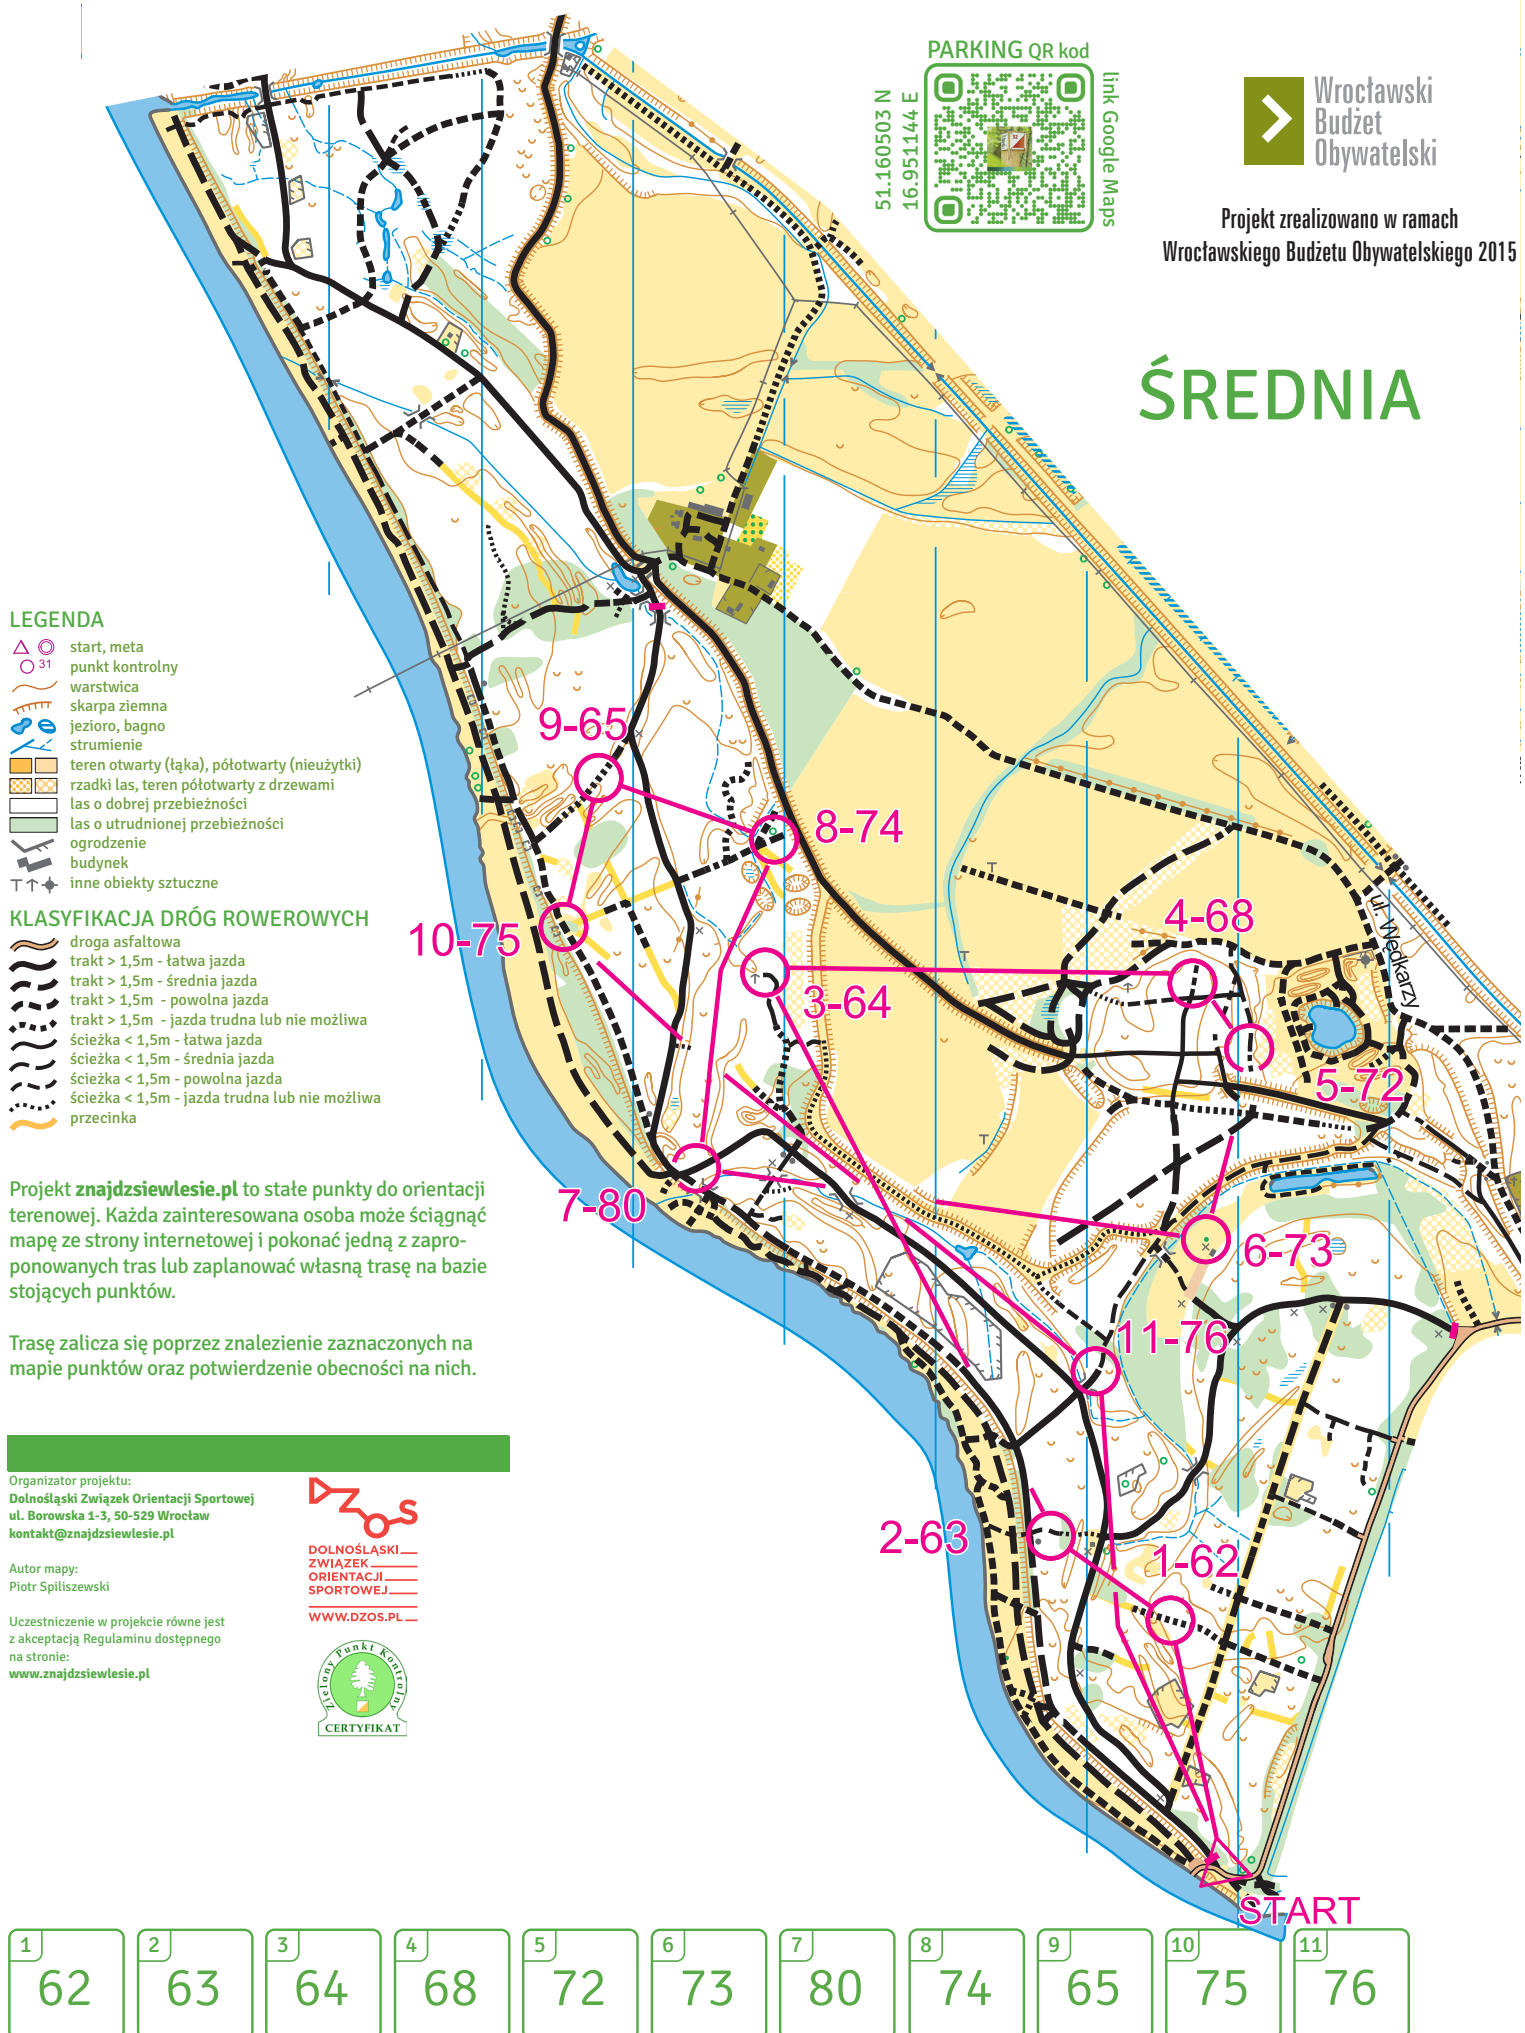 PARKING QR kod
51.160503 N
16.951144 E
link Google Maps
Wrocławski
Budżet
Obywatelski
Projekt zrealizowano w ramach
Wrocławskiego Budżetu Obywatelskiego 2015
ŚREDNIA
LEGENDA
start, meta
31 punkt kontrolny
warstwica
skarpa ziemna
jezioro, bagno
strumienie
teren otwarty (łąka), półotwarty (nieużytki)
rzadki las, teren półotwarty z drzewami
las o dobrej przebieżności
las o utrudnionej przebieżności
ogrodzenie
budynek
inne obiekty sztuczne
KLASYFIKACJA DRÓG ROWEROWYCH
droga asfaltowa
trakt > 1,5m - łatwa jazda
trakt > 1,5m - średnia jazda
trakt > 1,5m - powolna jazda
trakt > 1,5m - jazda trudna lub nie możliwa
ścieżka < 1,5m - łatwa jazda
ścieżka < 1,5m - średnia jazda
ścieżka < 1,5m - powolna jazda
ścieżka < 1,5m - jazda trudna lub nie możliwa
przecinka
9-65
8-74
10-75
3-64
4-68
ul. Wędkarzy
5-72
7-80
6-73
11-76
2-63
1-62
START
Projekt znajdzsiewlesie.pl to stałe punkty do orientacji
terenowej. Każda zainteresowana osoba może ściągnąć
mapę ze strony internetowej i pokonać jedną z zapro-
ponowanych tras lub zaplanować własną trasę na bazie
stojących punktów.
Trasę zalicza się poprzez znalezienie zaznaczonych na
mapie punktów oraz potwierdzenie obecności na nich.
Organizator projektu:
Dolnośląski Związek Orientacji Sportowej
ul. Borowska 1-3, 50-529 Wrocław
kontakt@znajdzsiewlesie.pl
Autor mapy:
Piotr Spiliszewski
Uczestniczenie w projekcie równe jest
z akceptacją Regulaminu dostępnego
na stronie:
www.znajdzsiewlesie.pl
DZOS
DOLNOŚLĄSKI
ZWIĄZEK
ORIENTACJI
SPORTOWEJ
WWW.DZOS.PL
Zielony Punkt Kontrolny
CERTYFIKAT
1 62
2 63
3 64
4 68
5 72
6 73
7 80
8 74
9 65
10 75
11 76